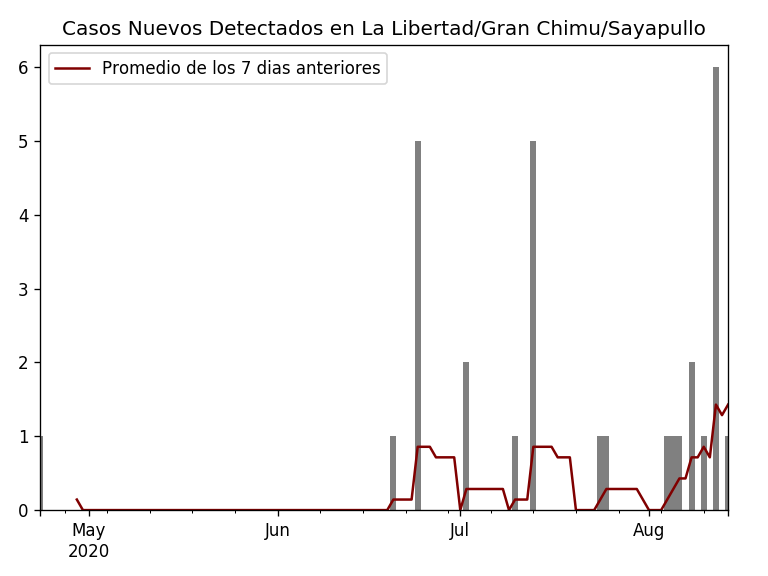 Casos Nuevos Detectados en La Libertad/Gran Chimu/Sayapullo
Promedio de los 7 dias anteriores
6
5
4
3
2
1
0
May
2020
Jun
Jul
Aug